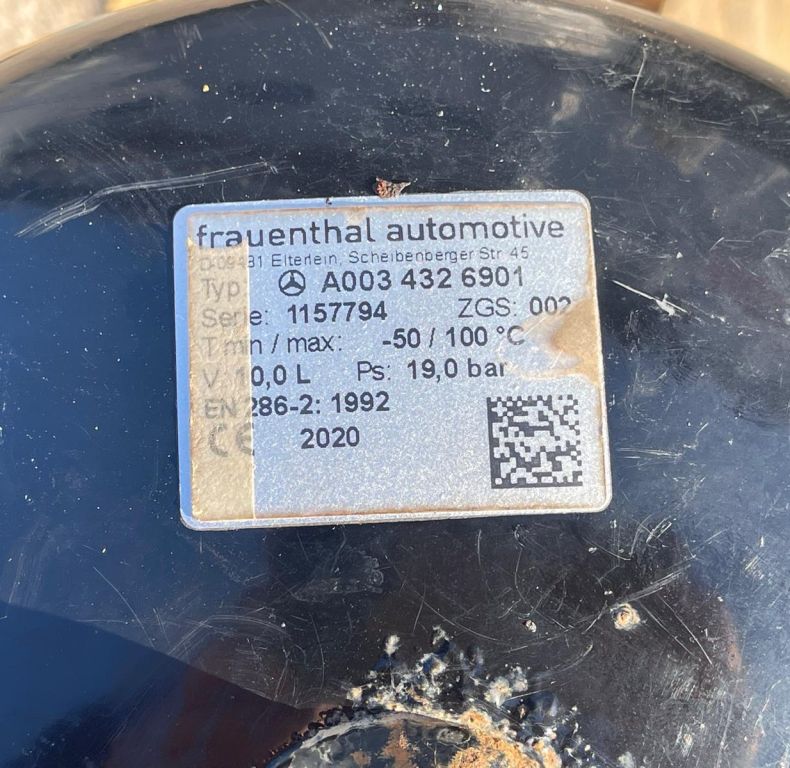 frauenthal automotive
D-09481 Elterlein, Scheibenberger Str. 45
Typ: A003 432 6901
Serie: 1157794 ZGS: 002
T min / max: -50 / 100 °C
V: 10,0 L Ps: 19,0 bar
EN 286-2: 1992
CE 2020